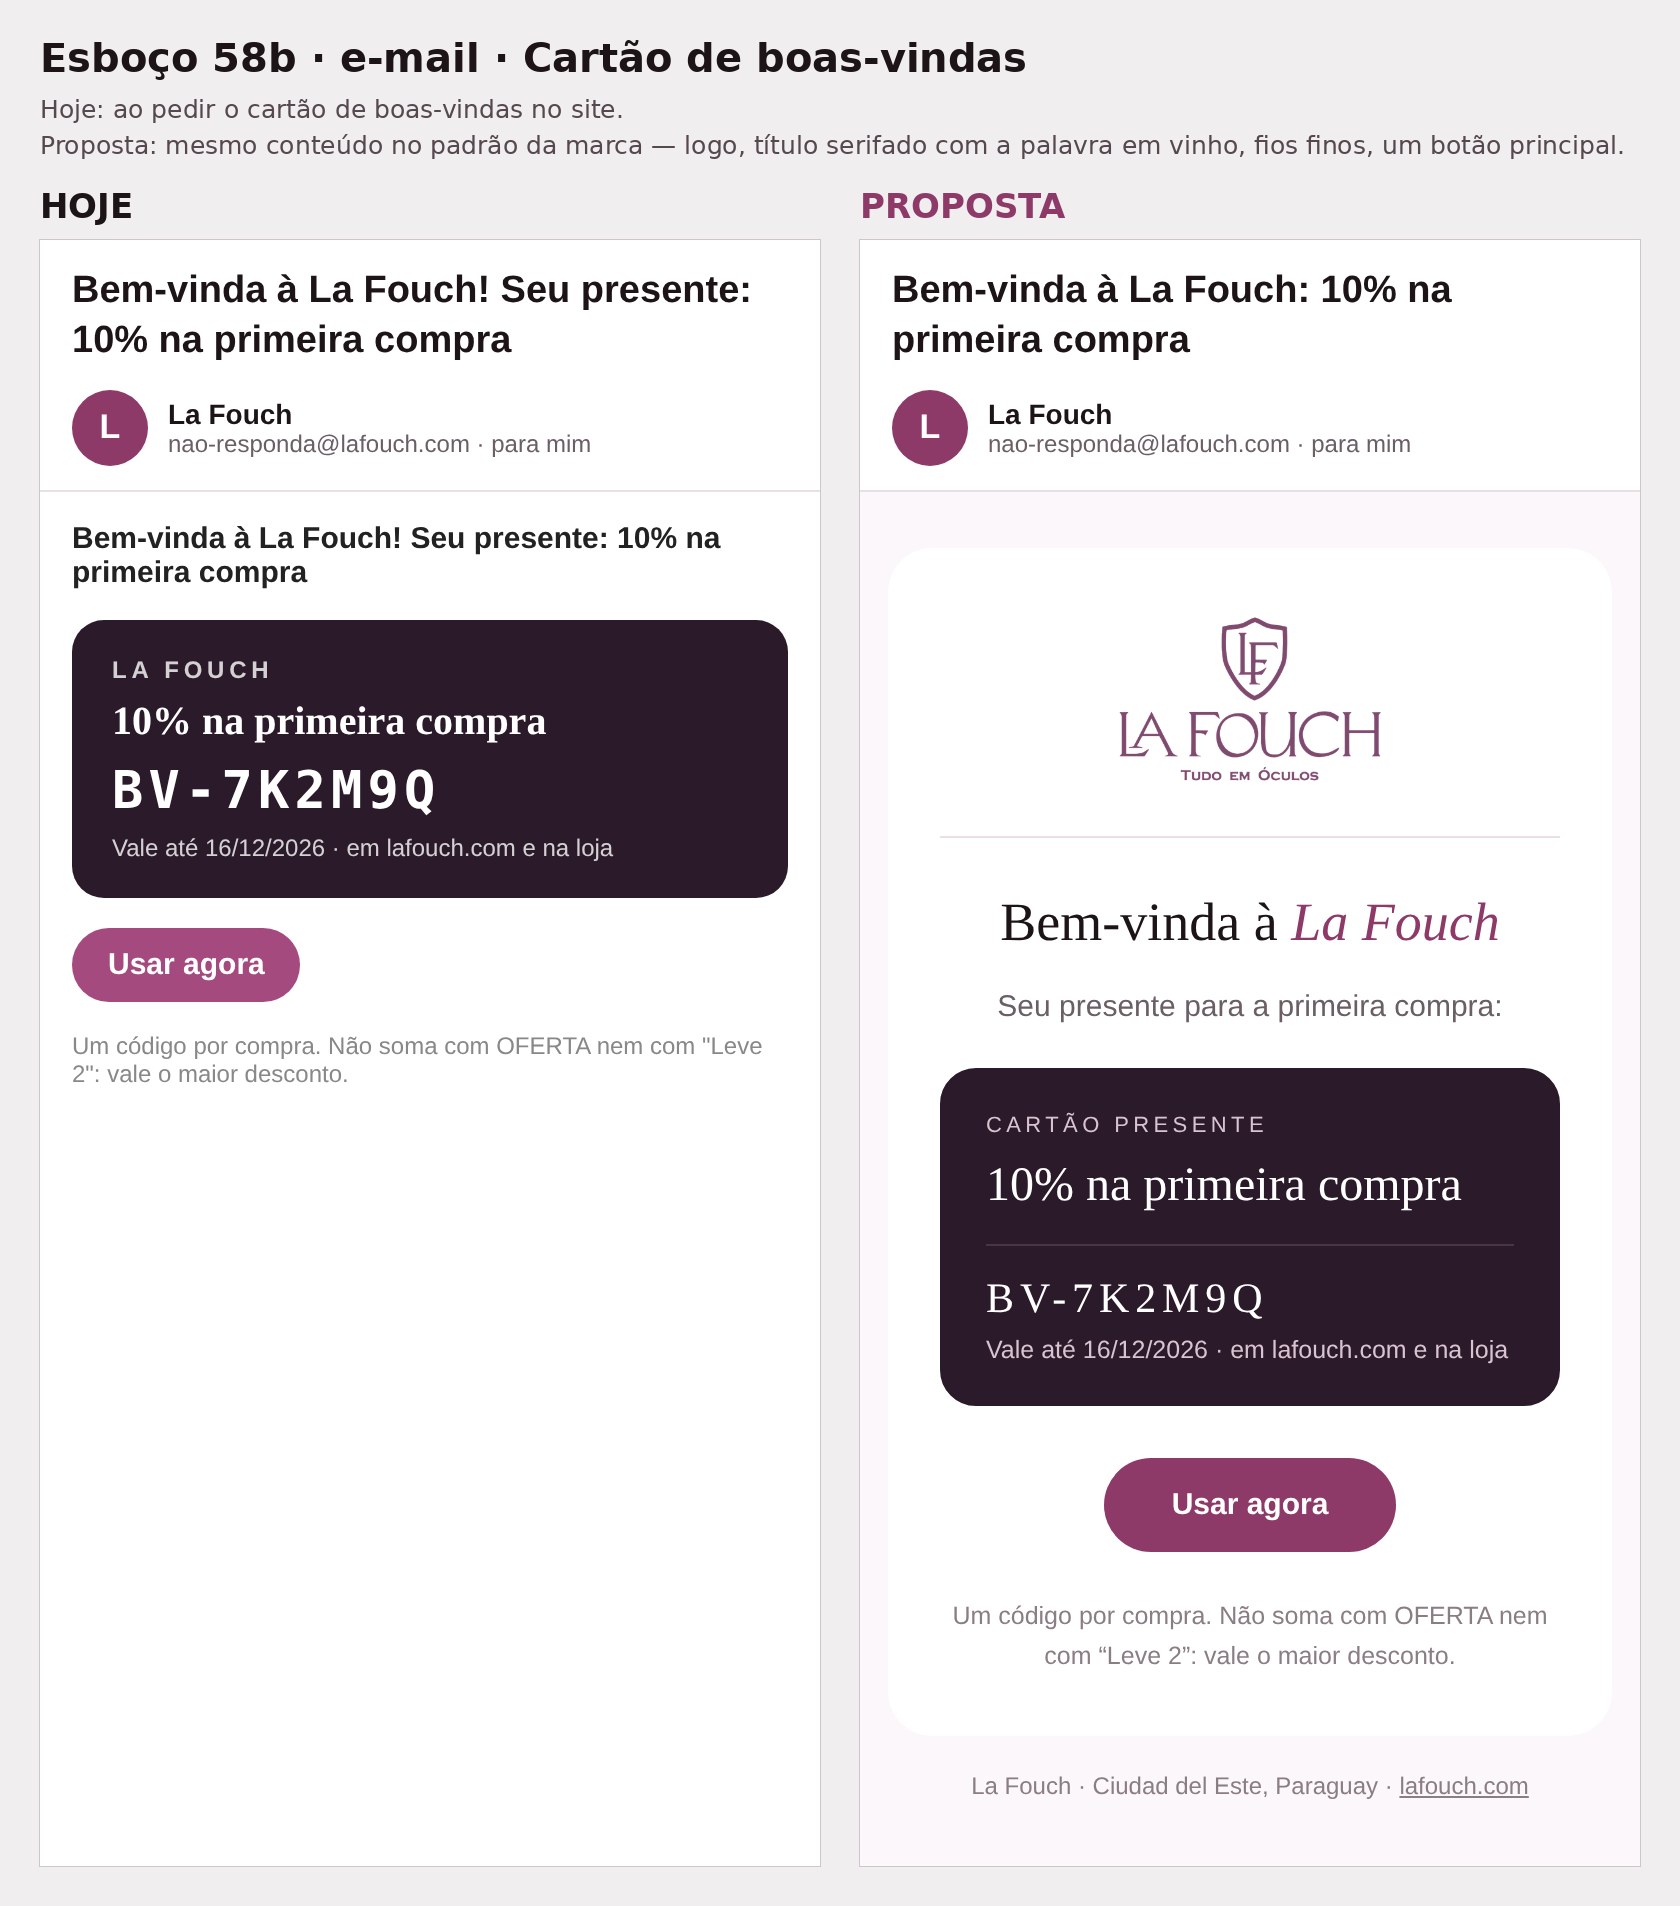 Esboço 58b · e-mail · Cartão de boas-vindas
Hoje: ao pedir o cartão de boas-vindas no site.
Proposta: mesmo conteúdo no padrão da marca — logo, título serifado com a palavra em vinho, fios finos, um botão principal.
HOJE
Bem-vinda à La Fouch! Seu presente:
10% na primeira compra
L
La Fouch
nao-responda@lafouch.com · para mim
Bem-vinda à La Fouch! Seu presente: 10% na
primeira compra
LA FOUCH
10% na primeira compra
BV-7K2M9Q
Vale até 16/12/2026 · em lafouch.com e na loja
Usar agora
Um código por compra. Não soma com OFERTA nem com "Leve
2": vale o maior desconto.
PROPOSTA
Bem-vinda à La Fouch: 10% na
primeira compra
L
La Fouch
nao-responda@lafouch.com · para mim
LF
LA FOUCH
TUDO EM ÓCULOS
Bem-vinda à La Fouch
Seu presente para a primeira compra:
CARTÃO PRESENTE
10% na primeira compra
BV-7K2M9Q
Vale até 16/12/2026 · em lafouch.com e na loja
Usar agora
Um código por compra. Não soma com OFERTA nem
com “Leve 2”: vale o maior desconto.
La Fouch · Ciudad del Este, Paraguay · lafouch.com